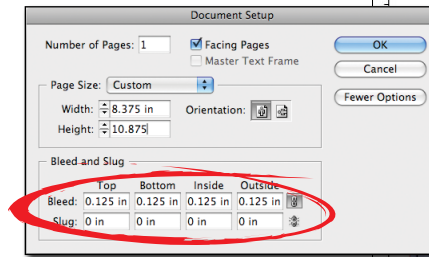 Document Setup
Number of Pages: 1
Facing Pages
Master Text Frame
OK
Cancel
Fewer Options
Page Size: Custom
Width: 8.375 in
Orientation:
Height: 10.875
Bleed and Slug
Top Bottom Inside Outside
Bleed: 0.125 in 0.125 in 0.125 in 0.125 in
Slug: 0 in 0 in 0 in 0 in